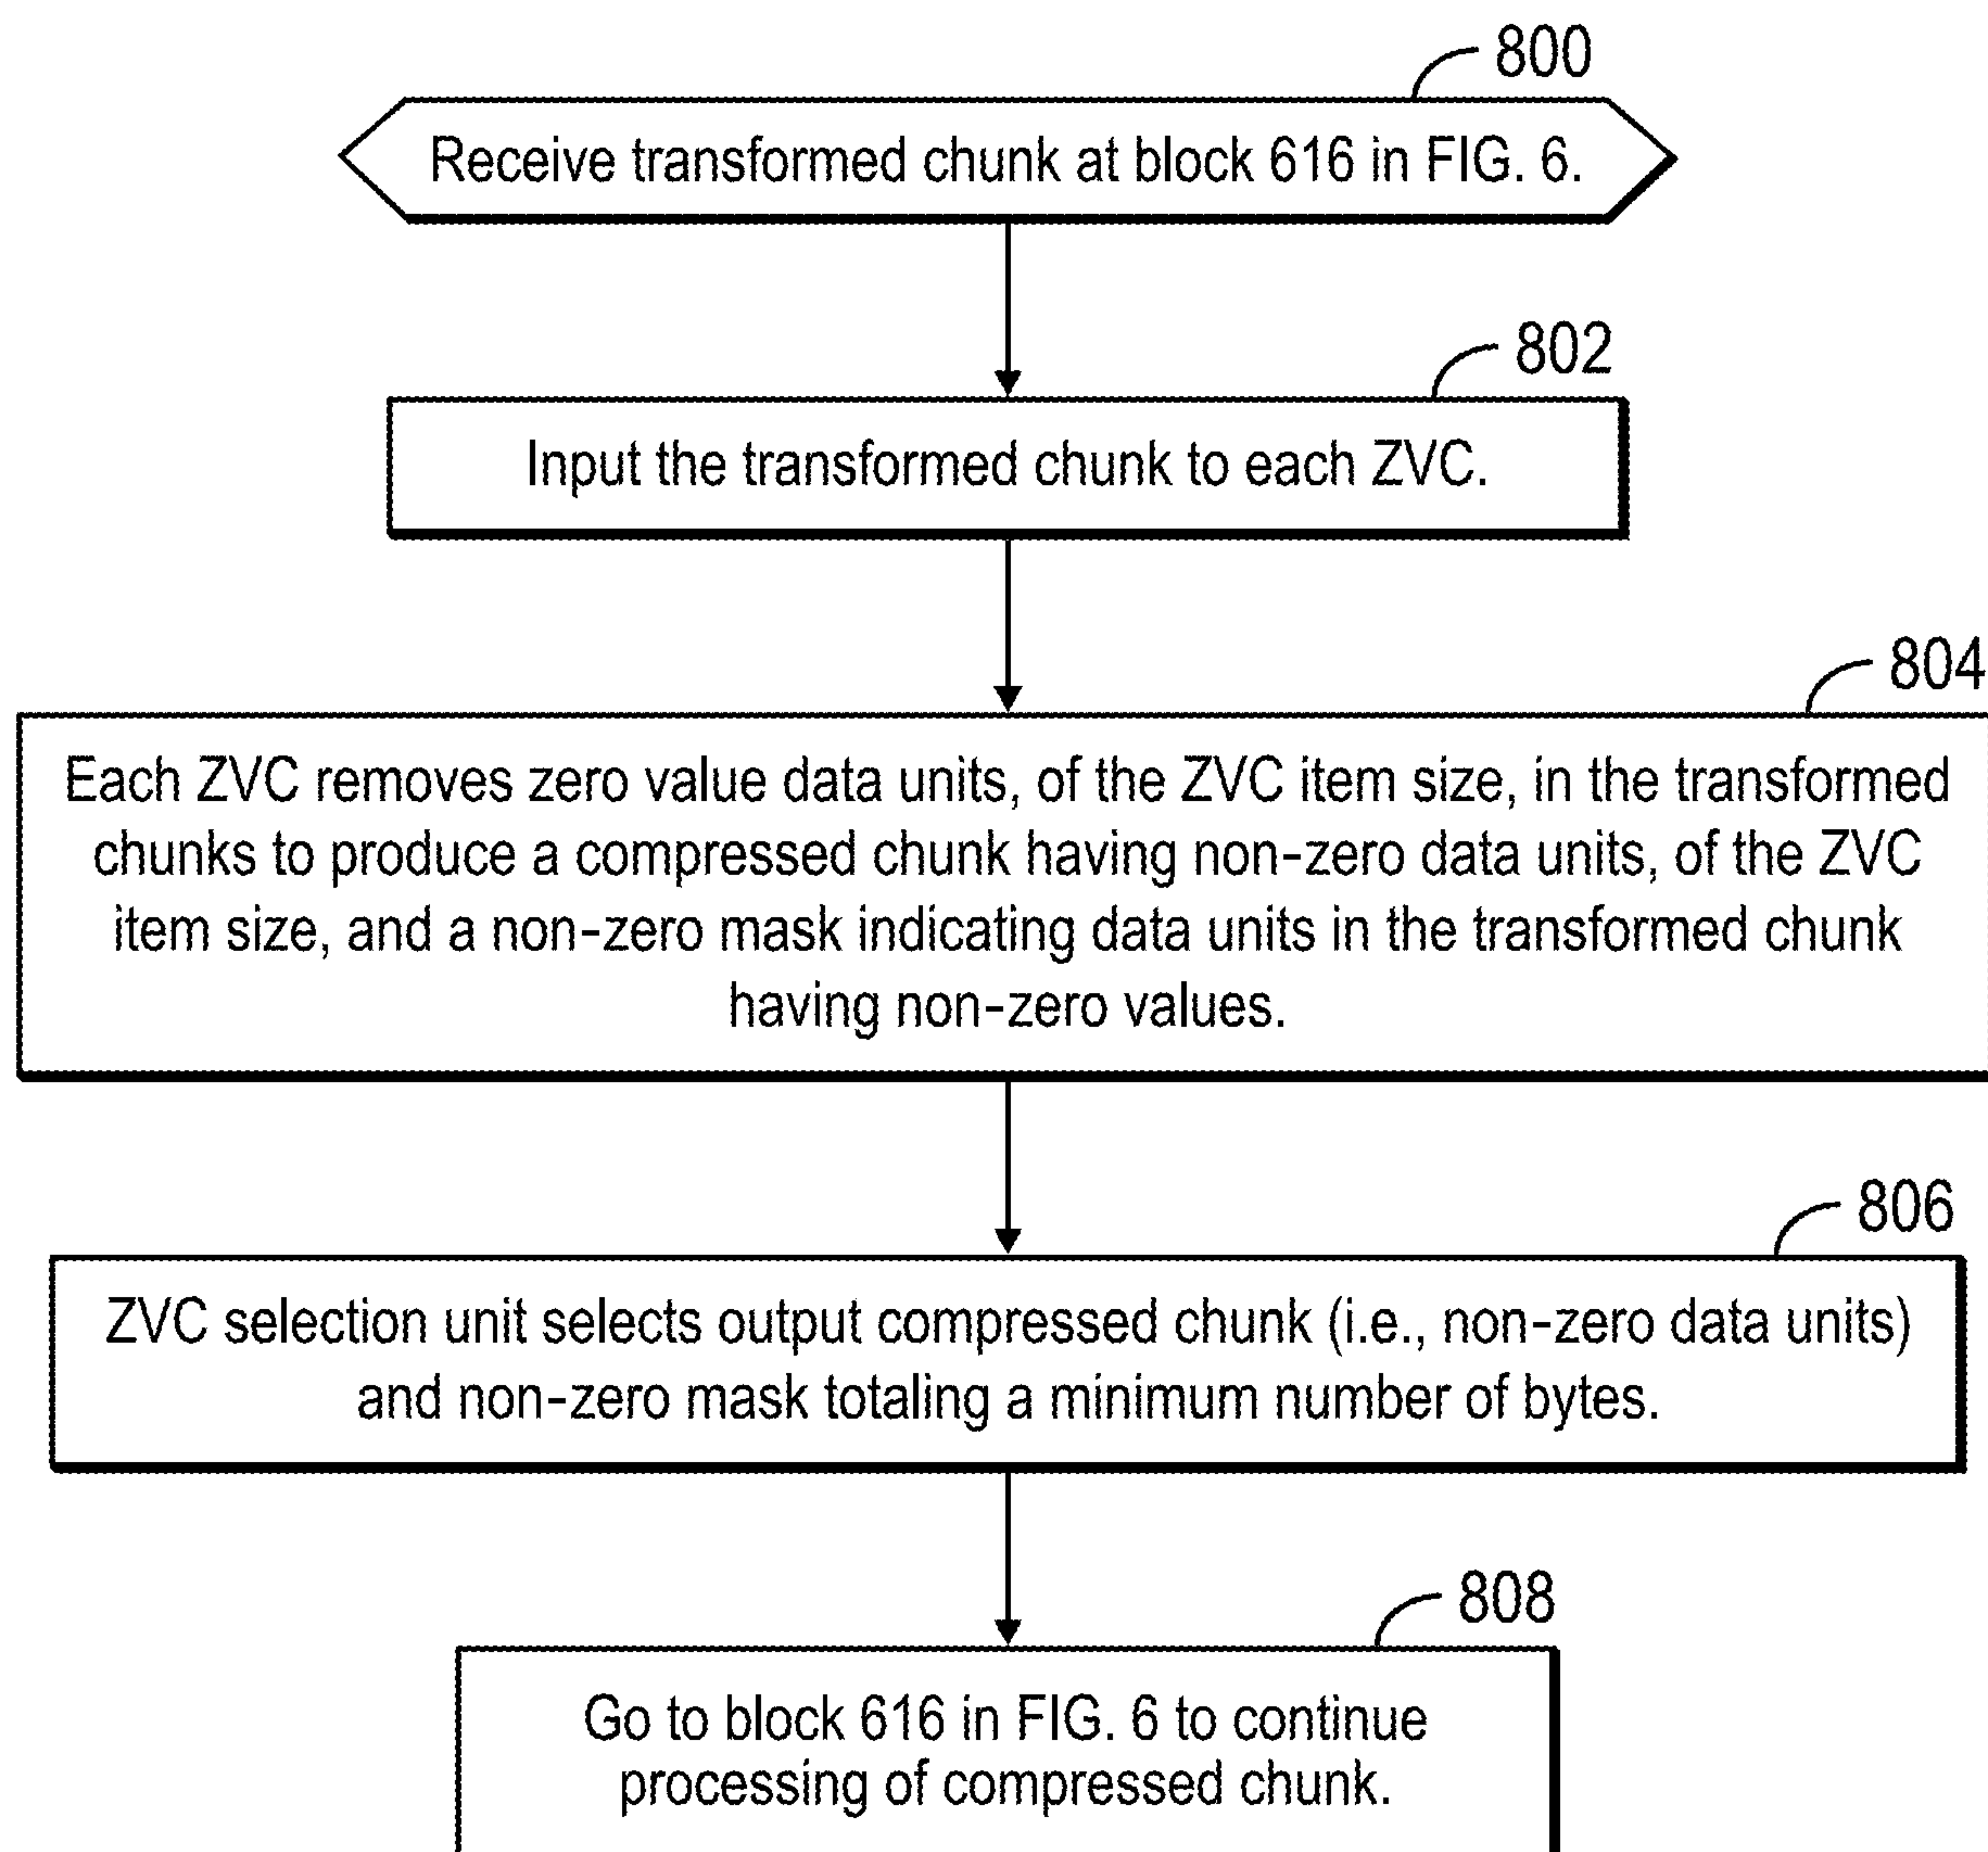 800
Receive transformed chunk at block 616 in FIG. 6.
802
Input the transformed chunk to each ZVC.
804
Each ZVC removes zero value data units, of the ZVC item size, in the transformed
chunks to produce a compressed chunk having non-zero data units, of the ZVC
item size, and a non-zero mask indicating data units in the transformed chunk
having non-zero values.
806
ZVC selection unit selects output compressed chunk (i.e., non-zero data units)
and non-zero mask totaling a minimum number of bytes.
808
Go to block 616 in FIG. 6 to continue
processing of compressed chunk.